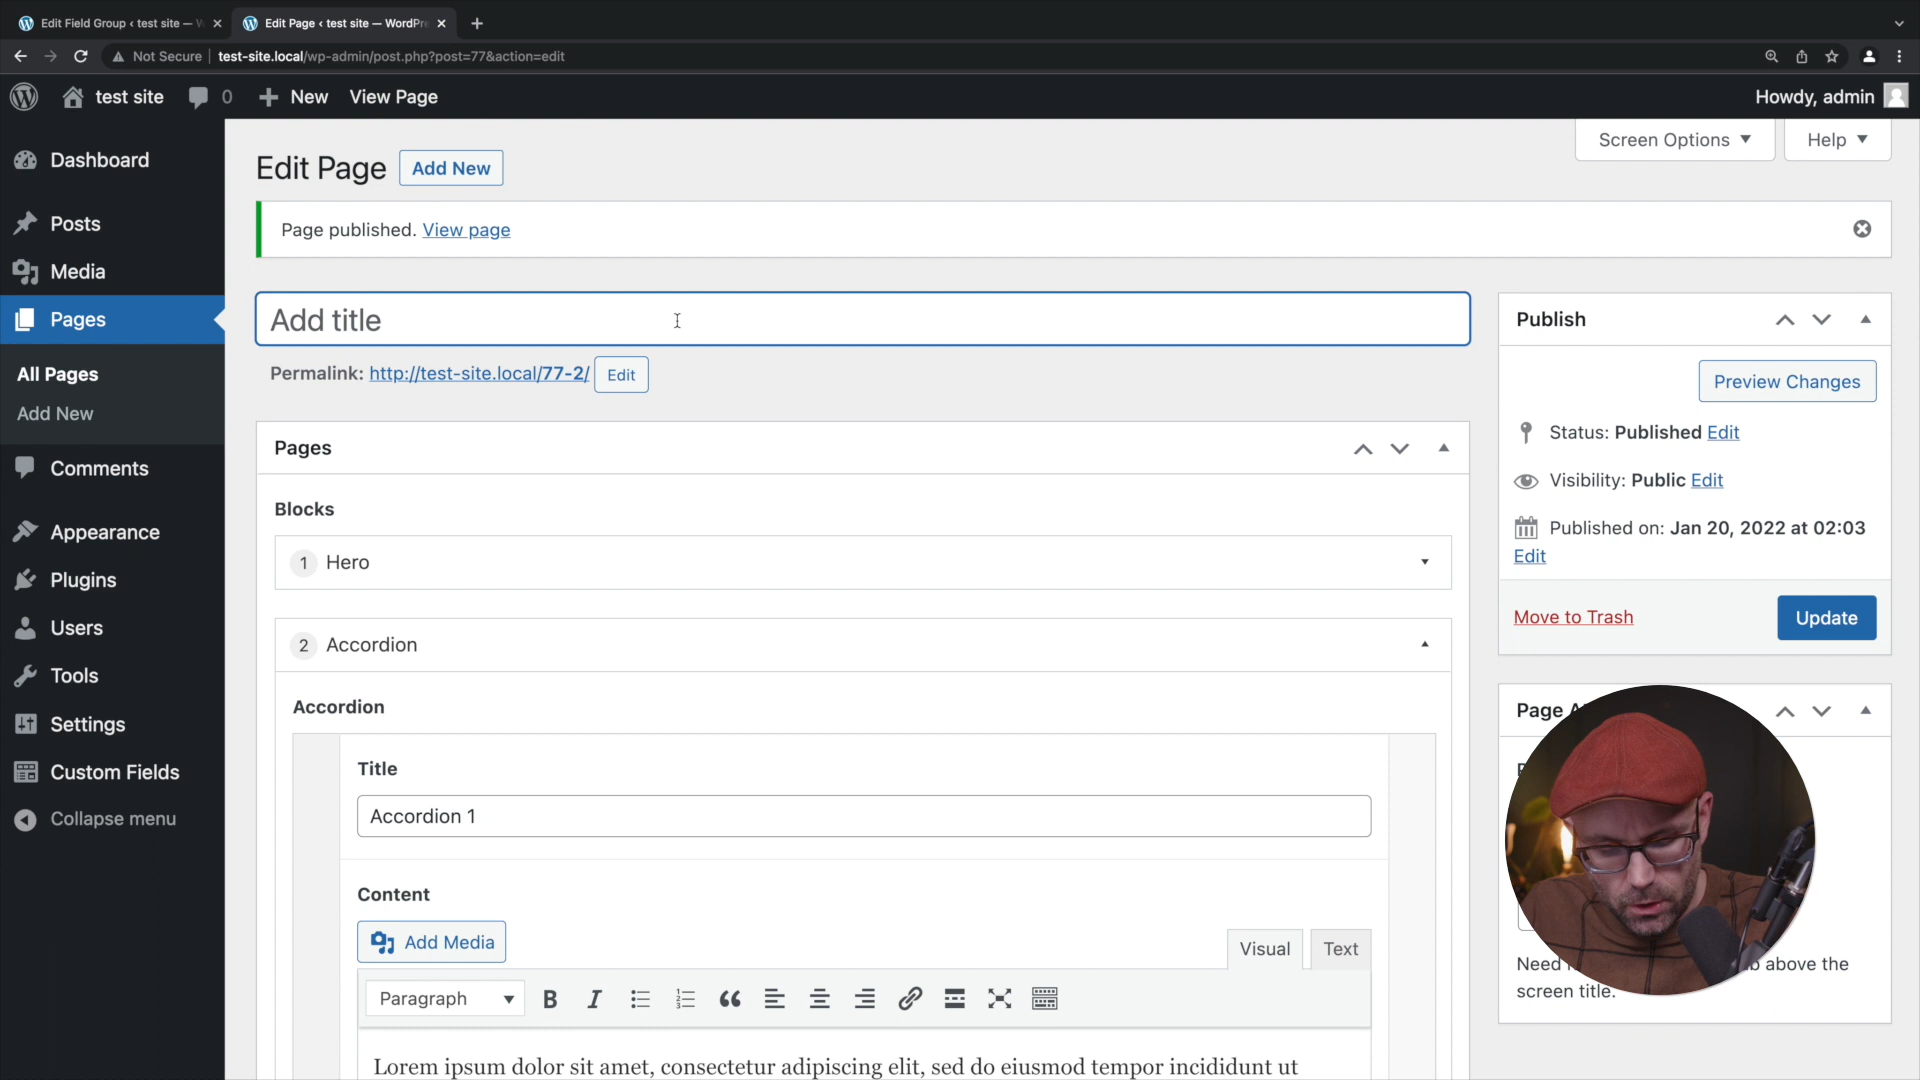 Edit Field Group ‹ test site —
Edit Page ‹ test site — WordPr
Not Secure
test-site.local/wp-admin/post.php?post=77&action=edit
test site
0
New
View Page
Howdy, admin
Screen Options
Help
Dashboard
Posts
Media
Pages
All Pages
Add New
Comments
Appearance
Plugins
Users
Tools
Settings
Custom Fields
Collapse menu
Edit Page
Add New
Page published. View page
Add title
Permalink: http://test-site.local/77-2/ Edit
Pages
Blocks
1 Hero
2 Accordion
Accordion
Title
Accordion 1
Content
Add Media
Visual
Text
Paragraph
B I
Lorem ipsum dolor sit amet, consectetur adipiscing elit, sed do eiusmod tempor incididunt ut
Publish
Preview Changes
Status: Published Edit
Visibility: Public Edit
Published on: Jan 20, 2022 at 02:03
Edit
Move to Trash
Update
Page
Need above the
screen title.